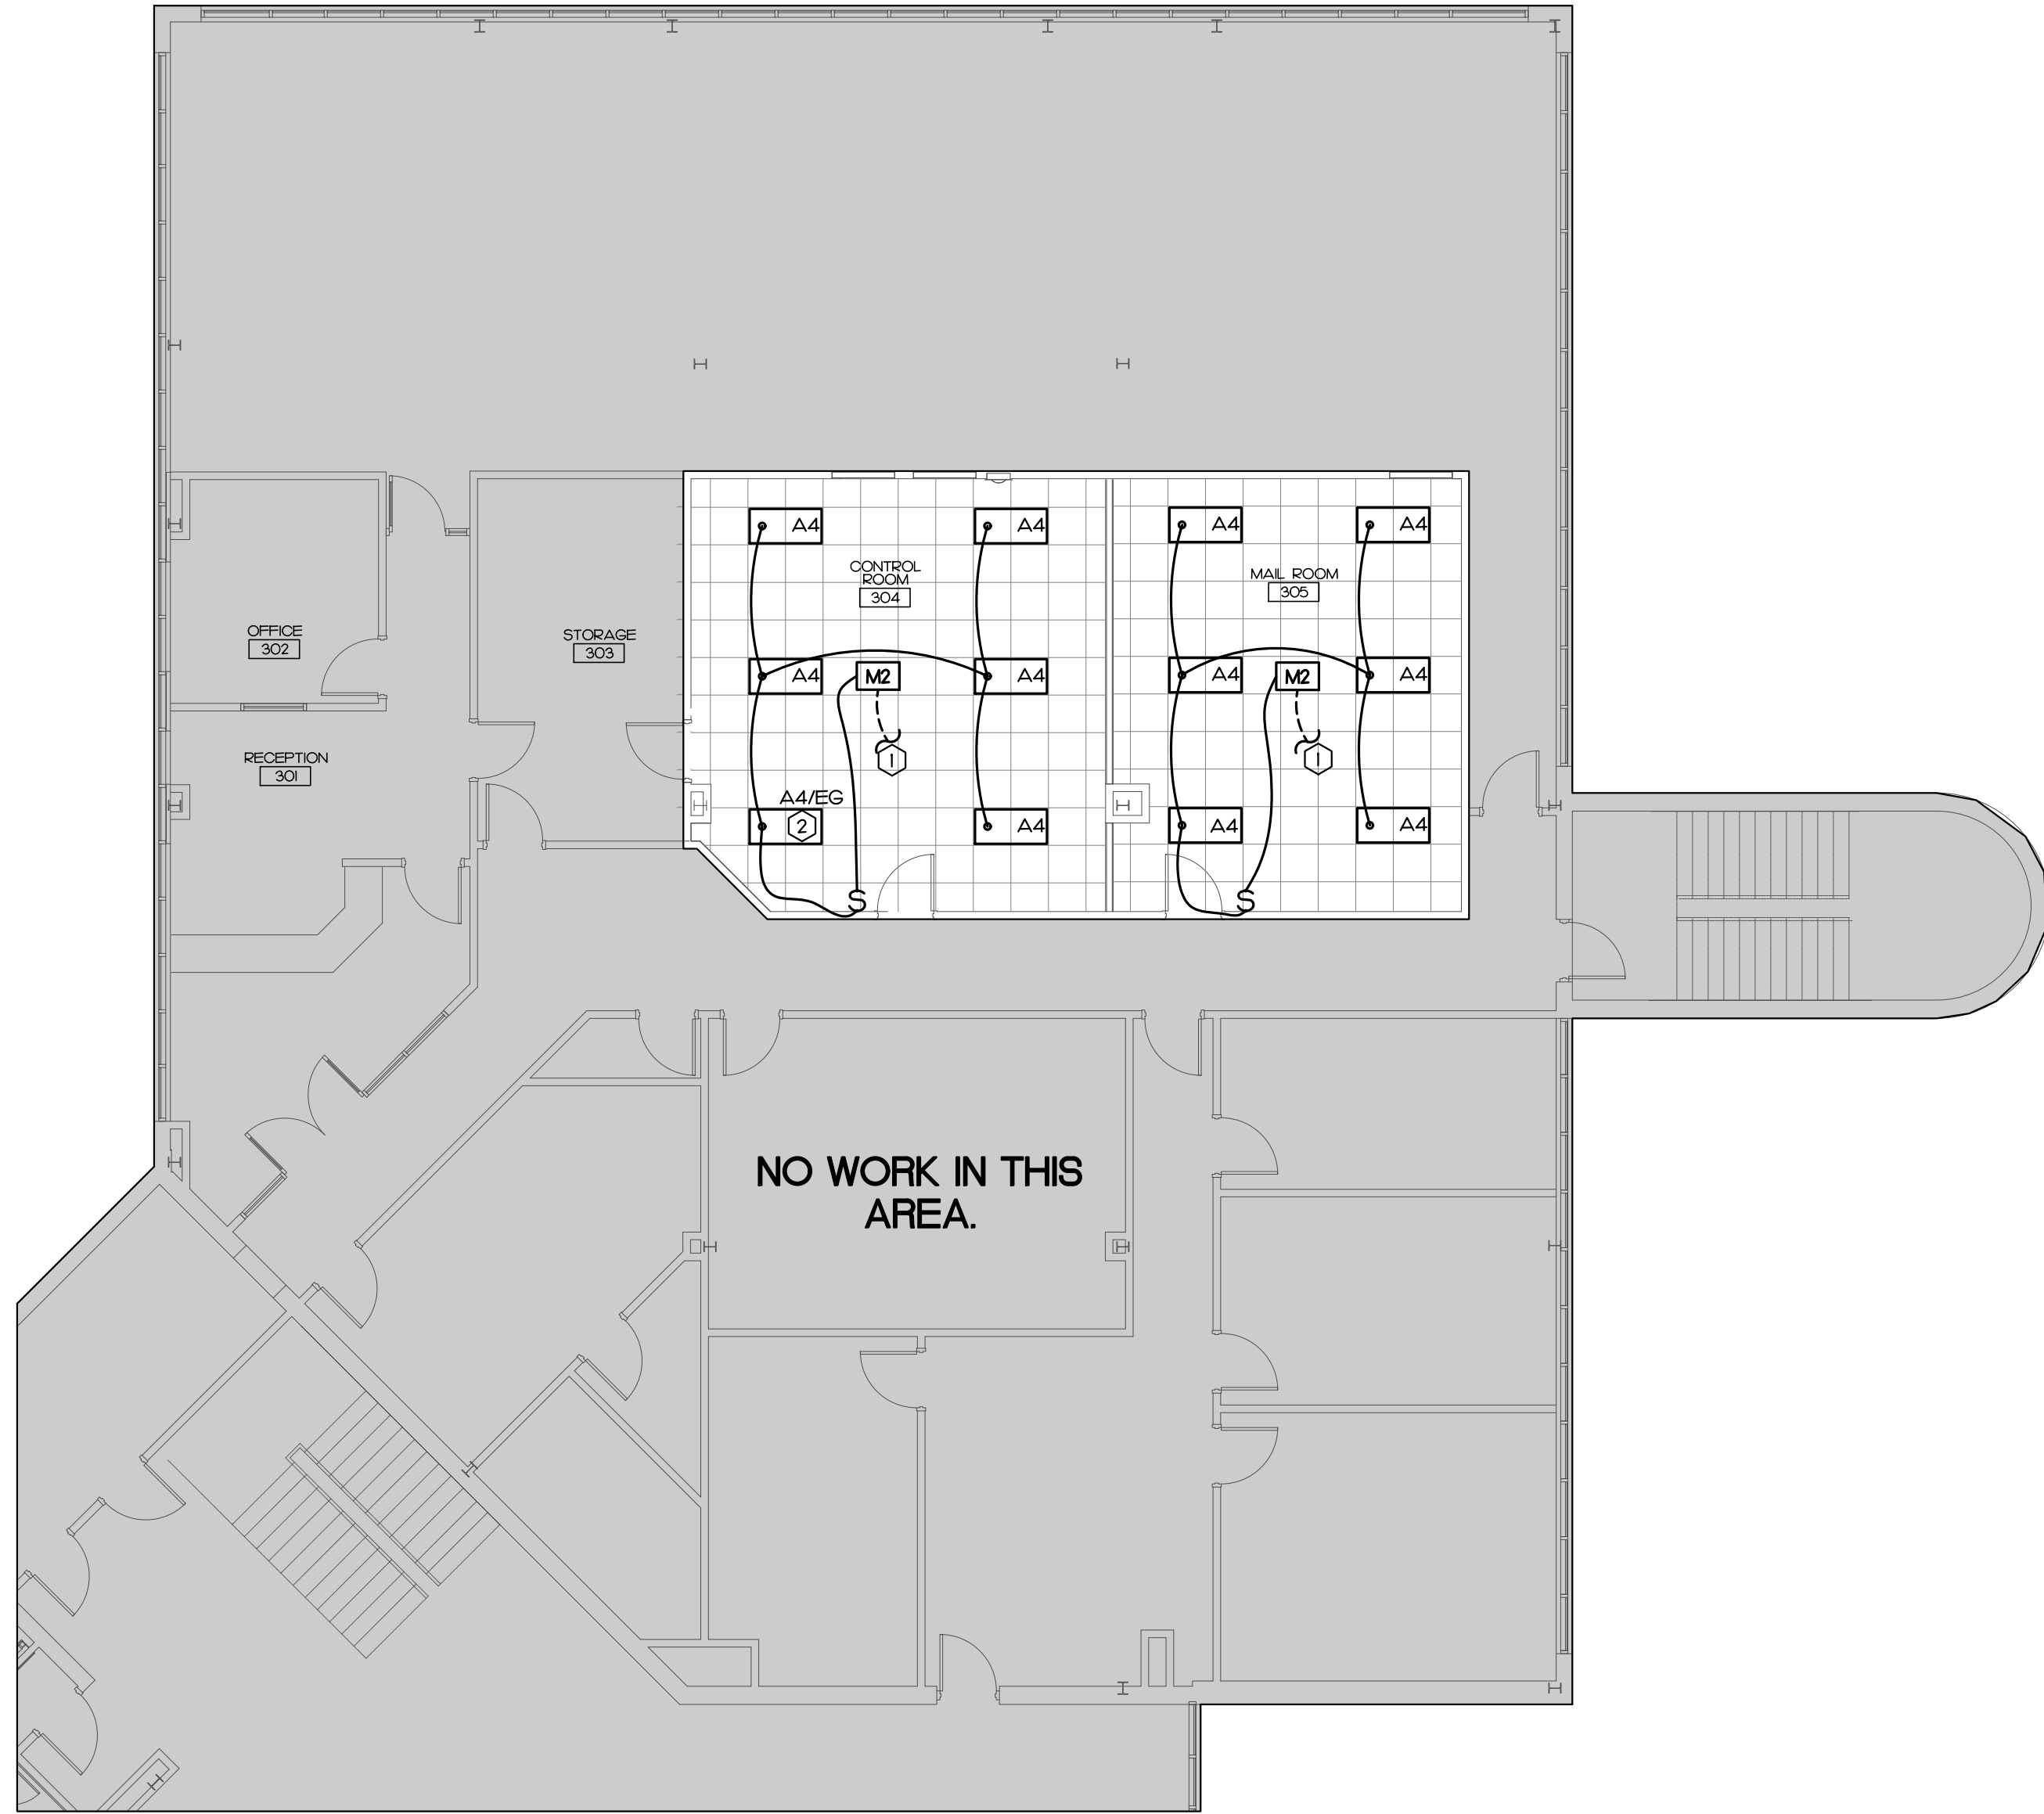 A4
A4
A4
A4
CONTROL
ROOM
304
MAIL ROOM
305
OFFICE
302
STORAGE
303
A4
A4
A4
A4
M2
M2
1
1
RECEPTION
301
A4/EG
2
A4
A4
A4
S
S
NO WORK IN THIS
AREA.